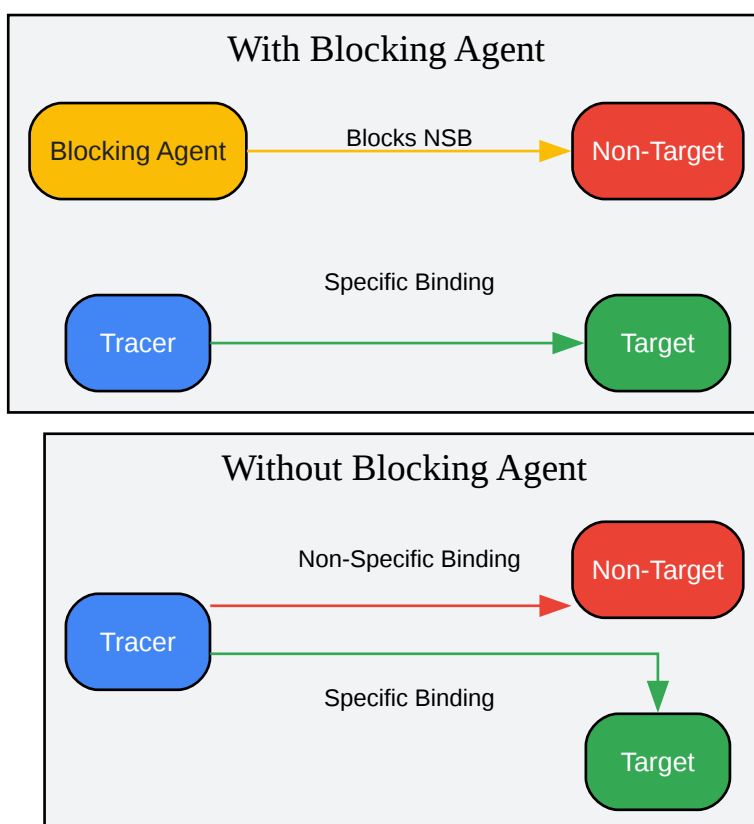 With Blocking Agent
Blocking Agent
Blocks NSB
Non-Target
Specific Binding
Tracer
Target
Without Blocking Agent
Non-Specific Binding
Non-Target
Tracer
Specific Binding
Target